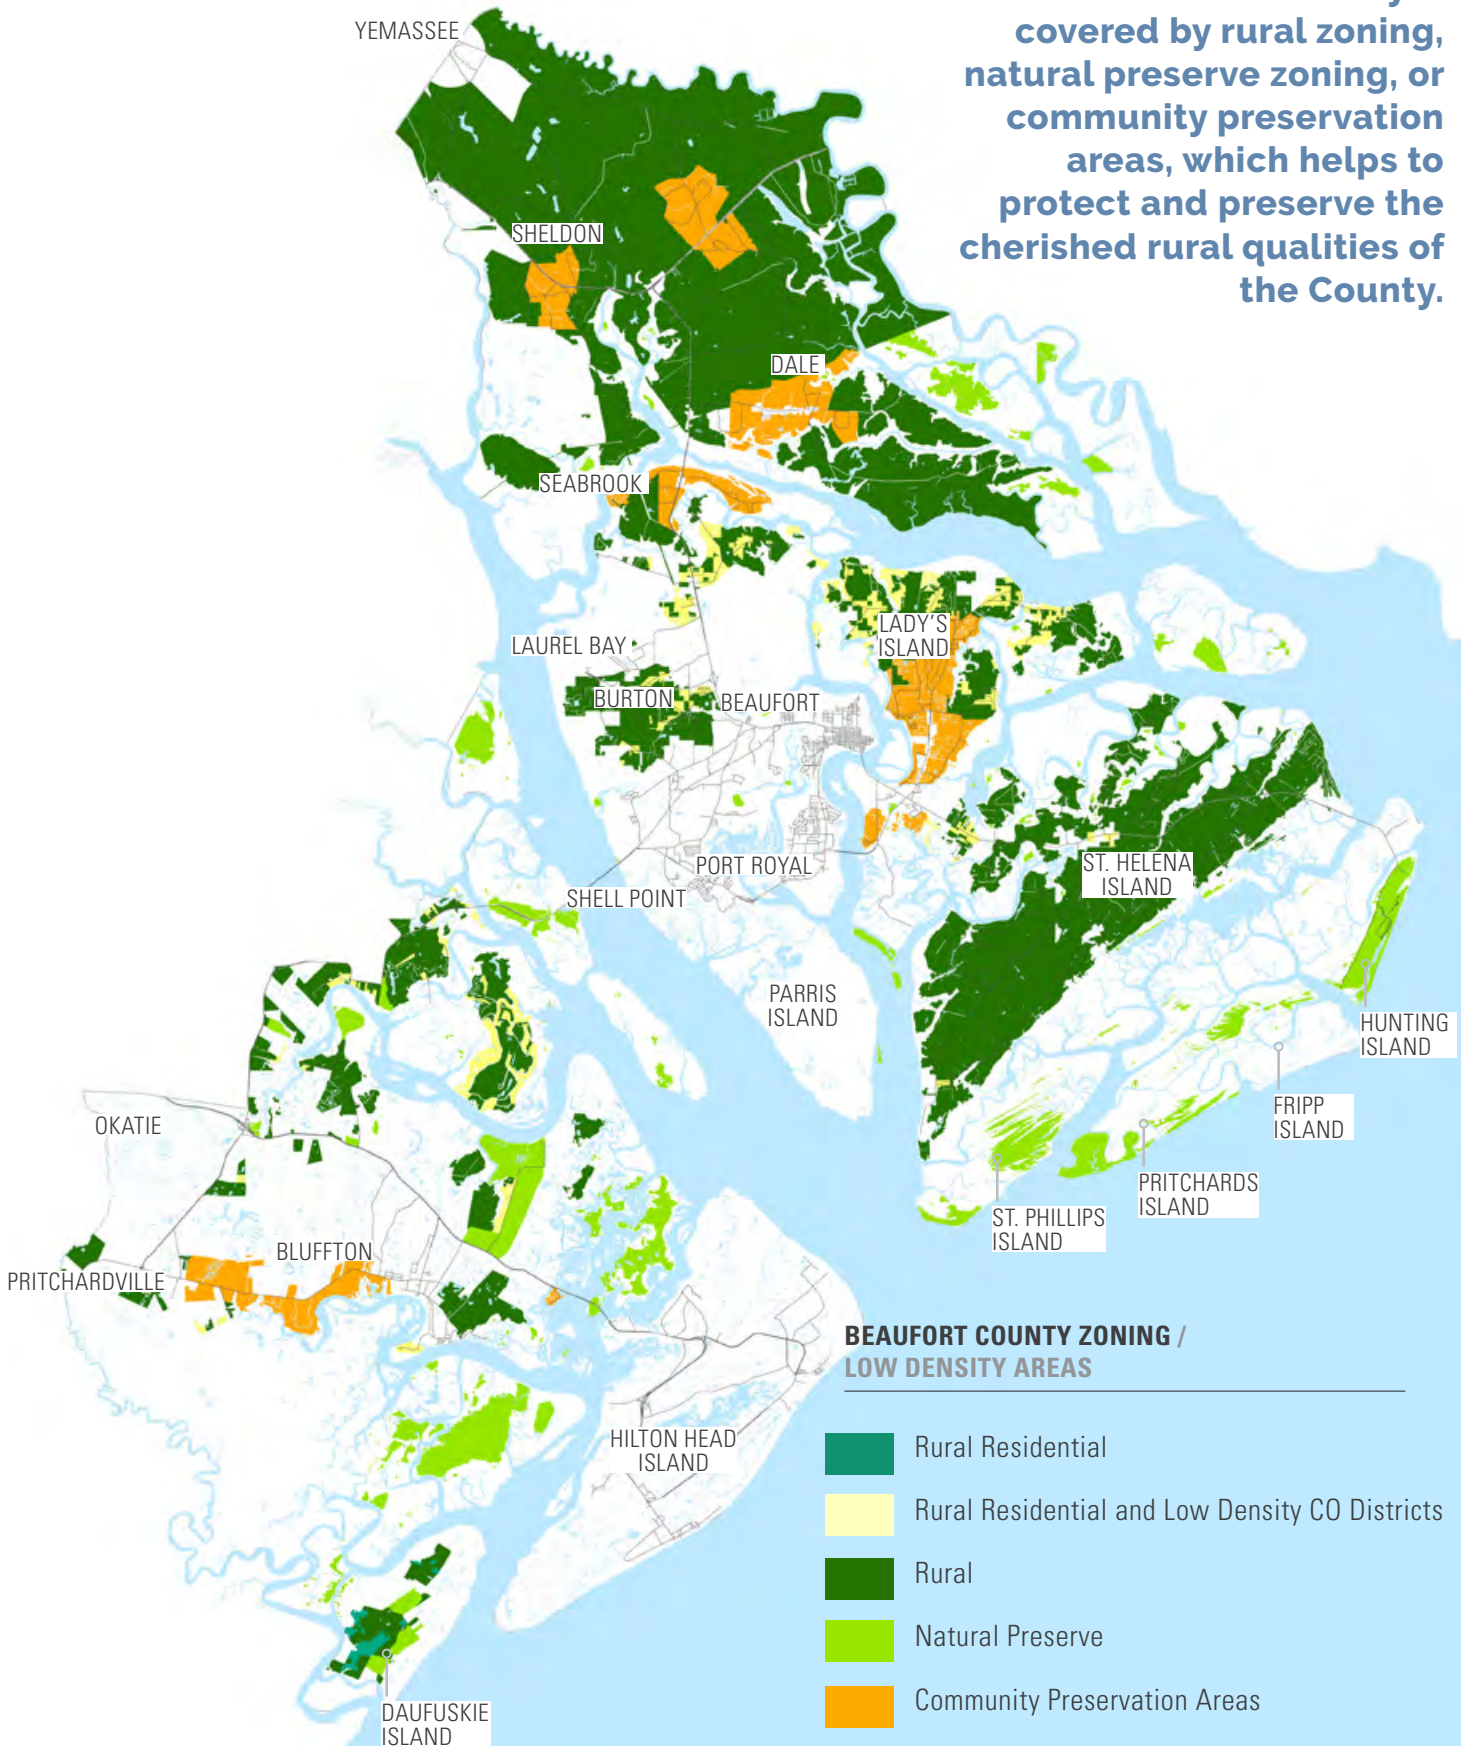 covered by rural zoning,
natural preserve zoning, or
community preservation
areas, which helps to
protect and preserve the
cherished rural qualities of
the County.
YEMASSEE
SHELDON
DALE
SEABROOK
LAUREL BAY
LADY'S
ISLAND
BURTON
BEAUFORT
PORT ROYAL
ST. HELENA
ISLAND
SHELL POINT
PARRIS
ISLAND
HUNTING
ISLAND
FRIPP
ISLAND
OKATIE
PRITCHARDS
ISLAND
ST. PHILLIPS
ISLAND
BLUFFTON
PRITCHARDVILLE
HILTON HEAD
ISLAND
DAUFUSKIE
ISLAND
BEAUFORT COUNTY ZONING /
LOW DENSITY AREAS
Rural Residential
Rural Residential and Low Density CO Districts
Rural
Natural Preserve
Community Preservation Areas